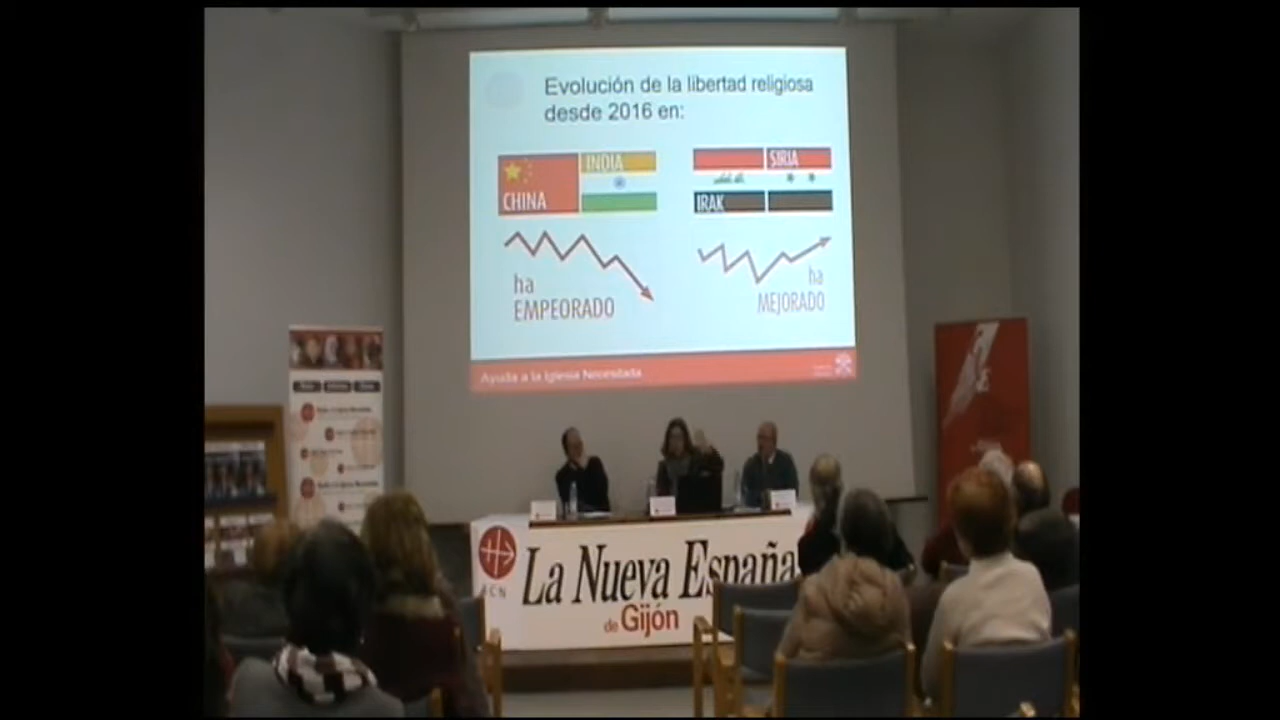 Evolución de la libertad religiosa
desde 2016 en:
INDIA
CHINA
SIRIA
IRAK
ha
EMPEORADO
ha
MEJORADO
Ayuda a la Iglesia Necesitada
ACN
La Nueva España
de Gijón